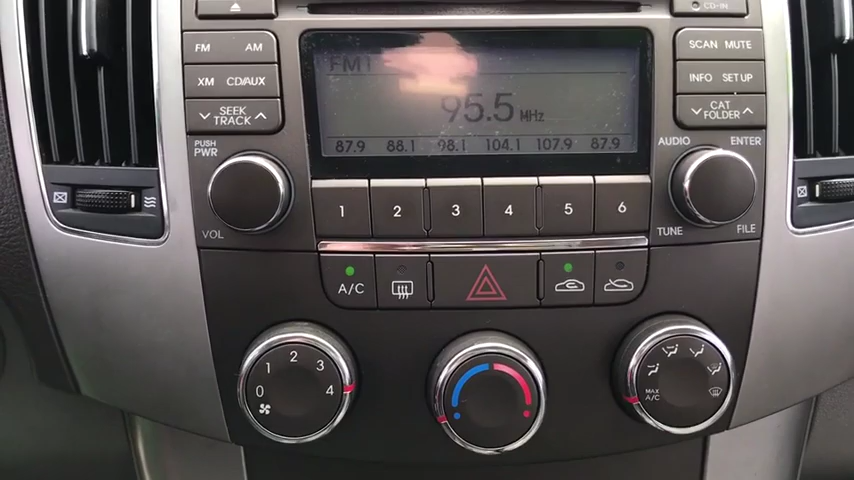 CD-IN
FM AM
SCAN MUTE
FM1
XM CD/AUX
INFO SETUP
95.5 MHz
SEEK
TRACK
CAT
FOLDER
87.9 88.1 98.1 104.1 107.9 87.9
PUSH
PWR
AUDIO ENTER
1 2 3 4 5 6
VOL
TUNE FILE
A/C
0 1 2 3 4
MAX
A/C